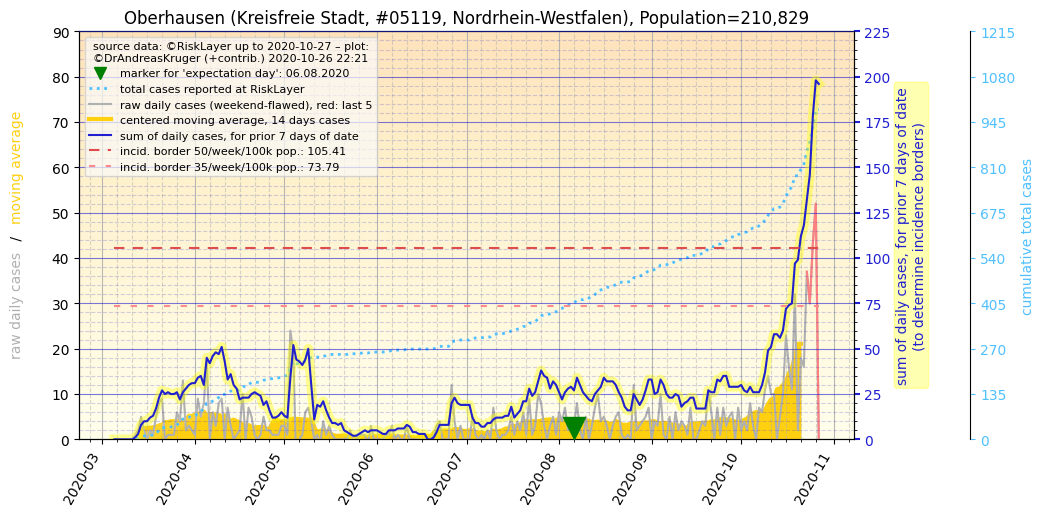 Oberhausen (Kreisfreie Stadt, #05119, Nordrhein-Westfalen), Population=210,829
source data: ©RiskLayer up to 2020-10-27 – plot:
©DrAndreasKruger (+contrib.) 2020-10-26 22:21
marker for 'expectation day': 06.08.2020
total cases reported at RiskLayer
raw daily cases (weekend-flawed), red: last 5
centered moving average, 14 days cases
sum of daily cases, for prior 7 days of date
incid. border 50/week/100k pop.: 105.41
incid. border 35/week/100k pop.: 73.79
raw daily cases / moving average
90
80
70
60
50
40
30
20
10
0
2020-03
2020-04
2020-05
2020-06
2020-07
2020-08
2020-09
2020-10
2020-11
225
200
175
150
125
100
75
50
25
0
sum of daily cases, for prior 7 days of date
(to determine incidence borders)
1215
1080
945
810
675
540
405
270
135
0
cumulative total cases